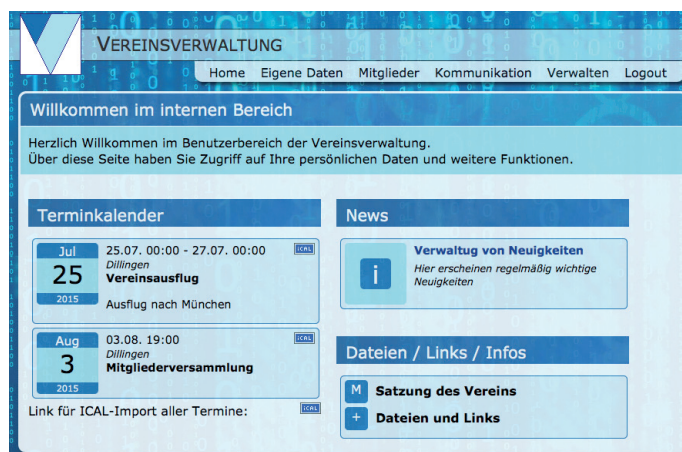 VEREINSVERWALTUNG
Home Eigene Daten Mitglieder Kommunikation Verwalten Logout
Willkommen im internen Bereich
Herzlich Willkommen im Benutzerbereich der Vereinsverwaltung.
Über diese Seite haben Sie Zugriff auf Ihre persönlichen Daten und weitere Funktionen.
Terminkalender
Jul
25
2015
25.07. 00:00 - 27.07. 00:00 iCAL
Dillingen
Vereinsausflug
Ausflug nach München
Aug
3
2015
03.08. 19:00 iCAL
Dillingen
Mitgliederversammlung
Link für ICAL-Import aller Termine: iCAL
News
i
Verwaltug von Neuigkeiten
Hier erscheinen regelmäßig wichtige
Neuigkeiten
Dateien / Links / Infos
M Satzung des Vereins
+ Dateien und Links